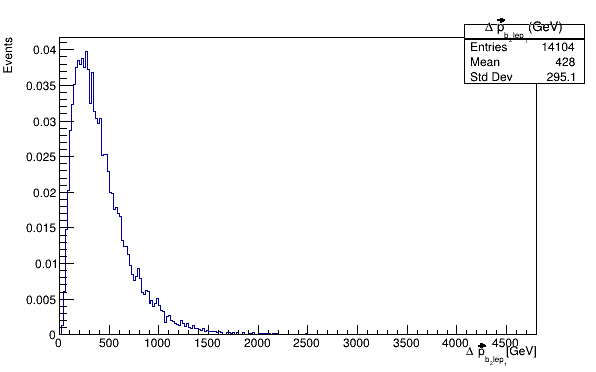 Δ p⃗ b₂lep₁ (GeV)
Entries 14104
Mean 428
Std Dev 295.1
Events
0.04
0.035
0.03
0.025
0.02
0.015
0.01
0.005
0
0 500 1000 1500 2000 2500 3000 3500 4000 4500
Δ p⃗ b₂lep₁ [GeV]